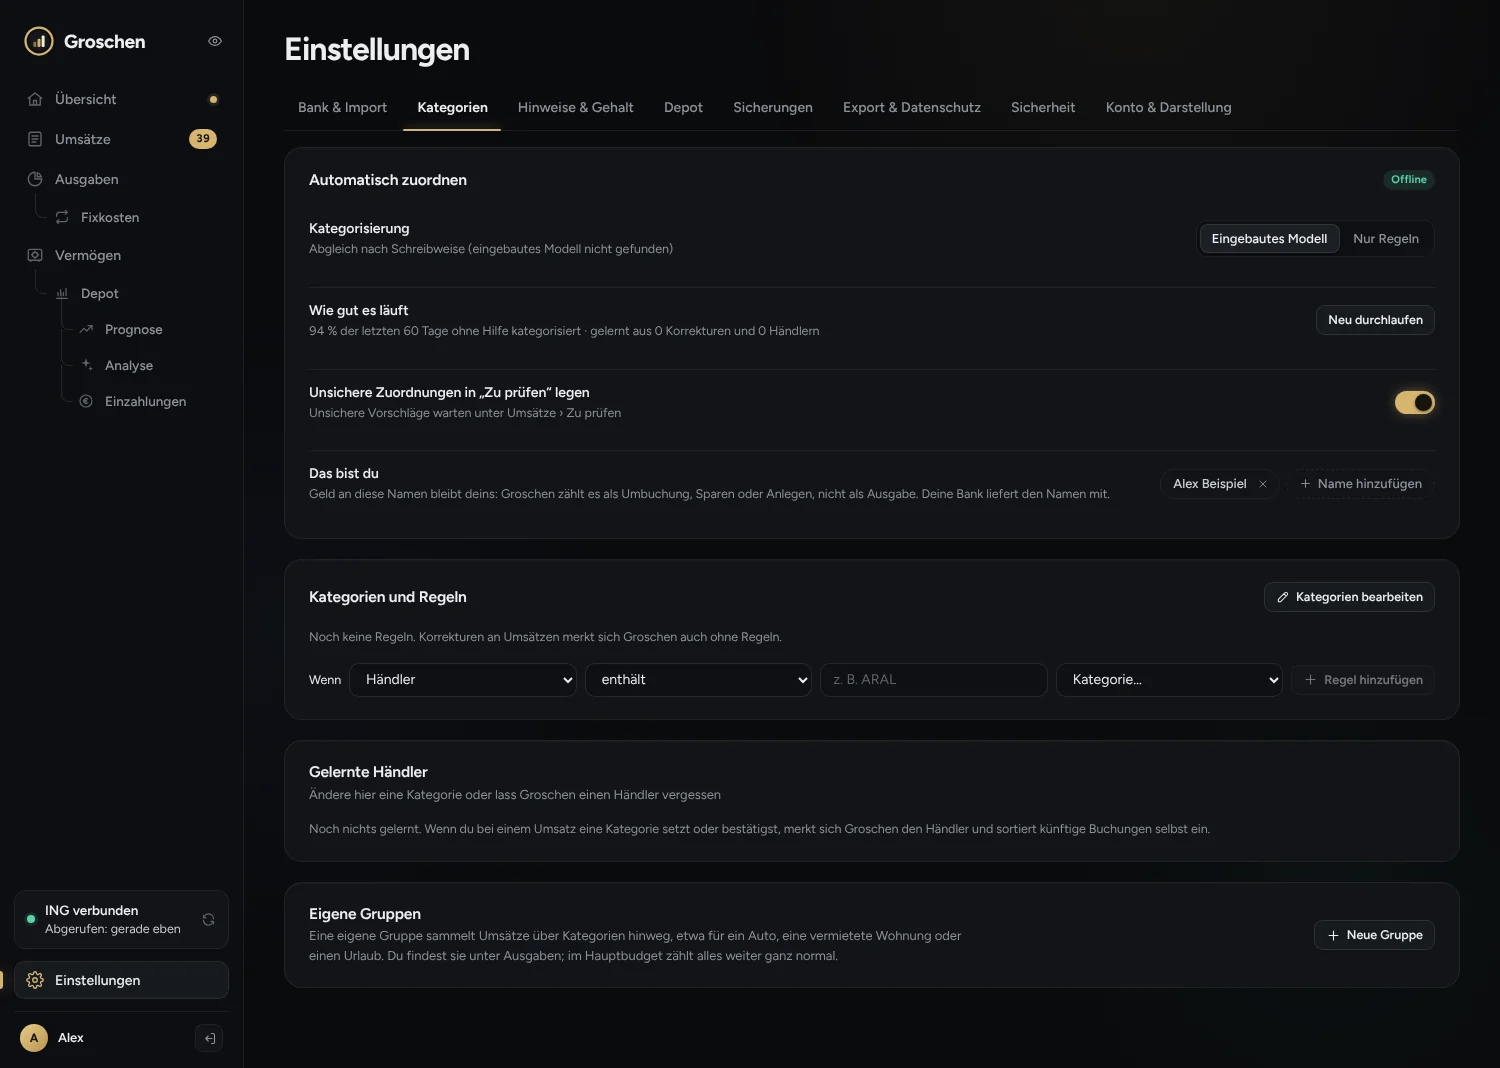 Groschen
Übersicht
Umsätze 39
Ausgaben
Fixkosten
Vermögen
Depot
Prognose
Analyse
Einzahlungen
ING verbunden
Abgerufen: gerade eben
Einstellungen
A Alex
Einstellungen
Bank & Import Kategorien Hinweise & Gehalt Depot Sicherungen Export & Datenschutz Sicherheit Konto & Darstellung
Automatisch zuordnen Offline
Kategorisierung
Abgleich nach Schreibweise (eingebautes Modell nicht gefunden)
Eingebautes Modell Nur Regeln
Wie gut es läuft
94 % der letzten 60 Tage ohne Hilfe kategorisiert · gelernt aus 0 Korrekturen und 0 Händlern
Neu durchlaufen
Unsichere Zuordnungen in „Zu prüfen“ legen
Unsichere Vorschläge warten unter Umsätze › Zu prüfen
Das bist du
Geld an diese Namen bleibt deins: Groschen zählt es als Umbuchung, Sparen oder Anlegen, nicht als Ausgabe. Deine Bank liefert den Namen mit.
Alex Beispiel × + Name hinzufügen
Kategorien und Regeln
Kategorien bearbeiten
Noch keine Regeln. Korrekturen an Umsätzen merkt sich Groschen auch ohne Regeln.
Wenn Händler enthält z. B. ARAL Kategorie... + Regel hinzufügen
Gelernte Händler
Ändere hier eine Kategorie oder lass Groschen einen Händler vergessen
Noch nichts gelernt. Wenn du bei einem Umsatz eine Kategorie setzt oder bestätigst, merkt sich Groschen den Händler und sortiert künftige Buchungen selbst ein.
Eigene Gruppen
Eine eigene Gruppe sammelt Umsätze über Kategorien hinweg, etwa für ein Auto, eine vermietete Wohnung oder
einen Urlaub. Du findest sie unter Ausgaben; im Hauptbudget zählt alles weiter ganz normal.
+ Neue Gruppe